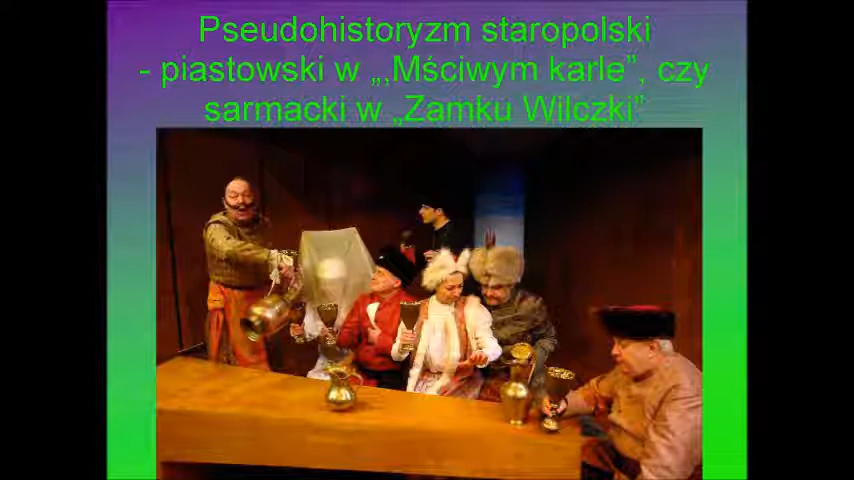 Pseudohistoryzm staropolski
- piastowski w „‚Mściwym karle”, czy
sarmacki w „Zamku Wilczki”